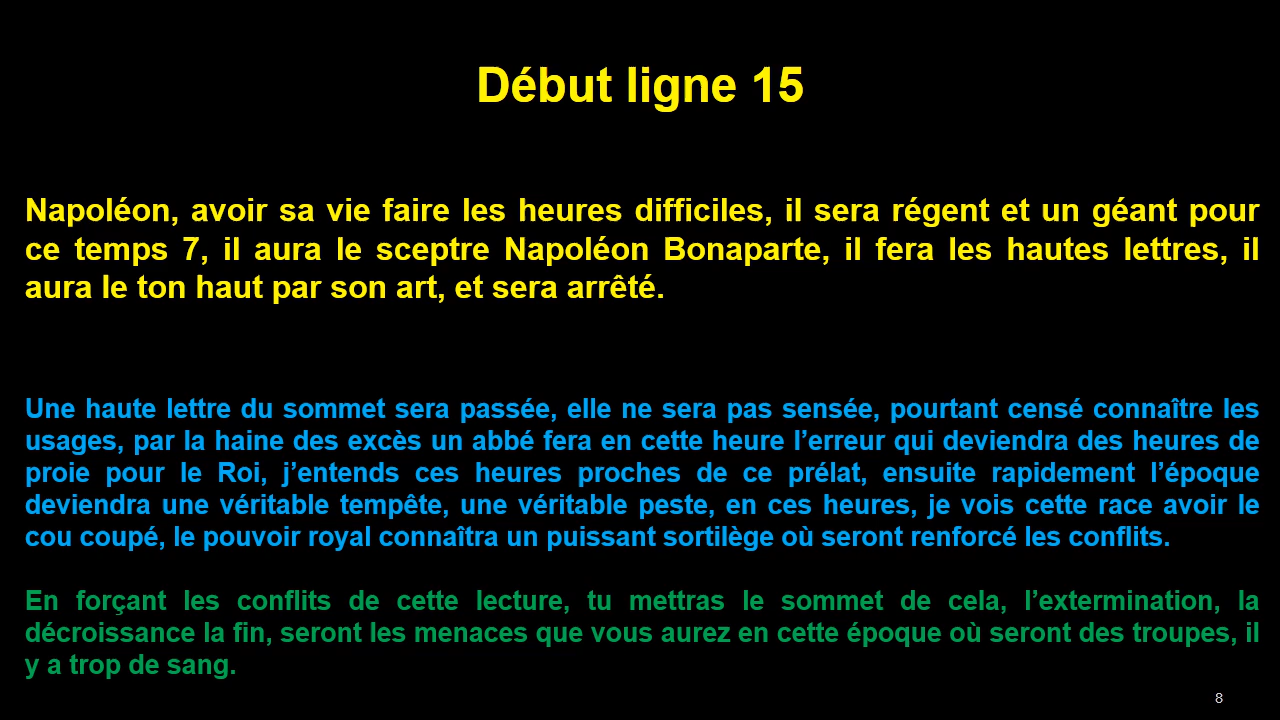 Début ligne 15
Napoléon, avoir sa vie faire les heures difficiles, il sera régent et un géant pour
ce temps 7, il aura le sceptre Napoléon Bonaparte, il fera les hautes lettres, il
aura le ton haut par son art, et sera arrêté.
Une haute lettre du sommet sera passée, elle ne sera pas sensée, pourtant censé connaître les
usages, par la haine des excès un abbé fera en cette heure l’erreur qui deviendra des heures de
proie pour le Roi, j’entends ces heures proches de ce prélat, ensuite rapidement l’époque
deviendra une véritable tempête, une véritable peste, en ces heures, je vois cette race avoir le
cou coupé, le pouvoir royal connaîtra un puissant sortilège où seront renforcé les conflits.
En forçant les conflits de cette lecture, tu mettras le sommet de cela, l’extermination, la
décroissance la fin, seront les menaces que vous aurez en cette époque où seront des troupes, il
y a trop de sang.
8